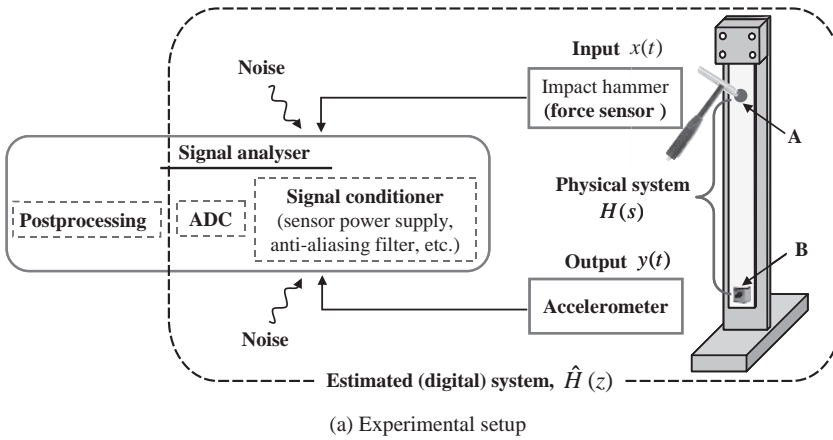 Input x(t)
Noise
Impact hammer
(force sensor )
A
Signal analyser
Physical system
H(s)
Postprocessing
ADC
Signal conditioner
(sensor power supply,
anti-aliasing filter, etc.)
Output y(t)
B
Accelerometer
Noise
Estimated (digital) system, Ĥ (z)
(a) Experimental setup